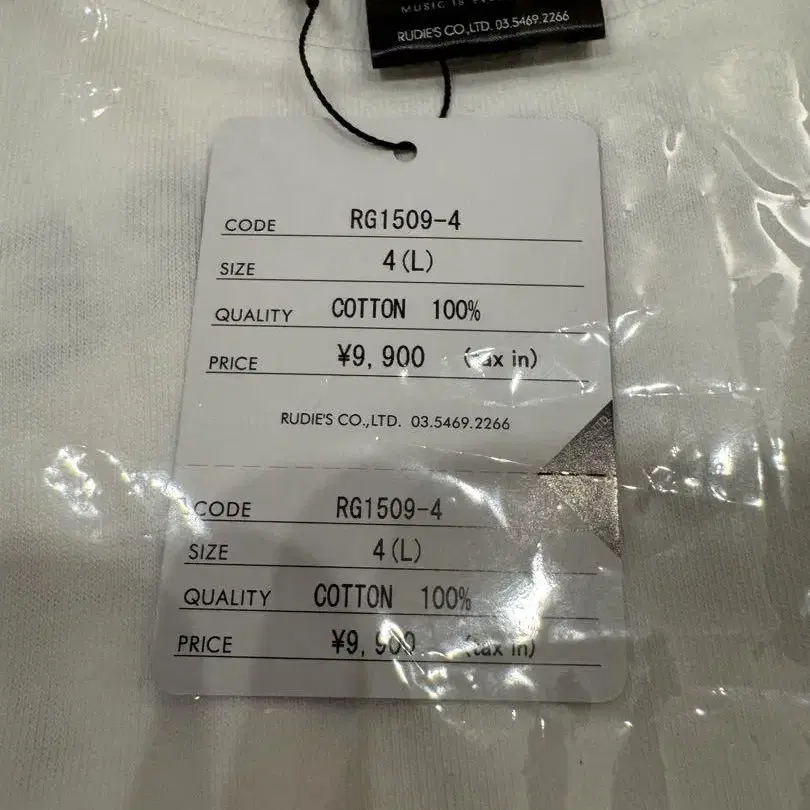 MUSIC IS
RUDIE'S CO.,LTD. 03.5469.2266
CODE RG1509-4
SIZE 4(L)
QUALITY COTTON 100%
PRICE ¥9,900 (tax in)
RUDIE'S CO.,LTD. 03.5469.2266
CODE RG1509-4
SIZE 4(L)
QUALITY COTTON 100%
PRICE ¥9,900 (tax in)